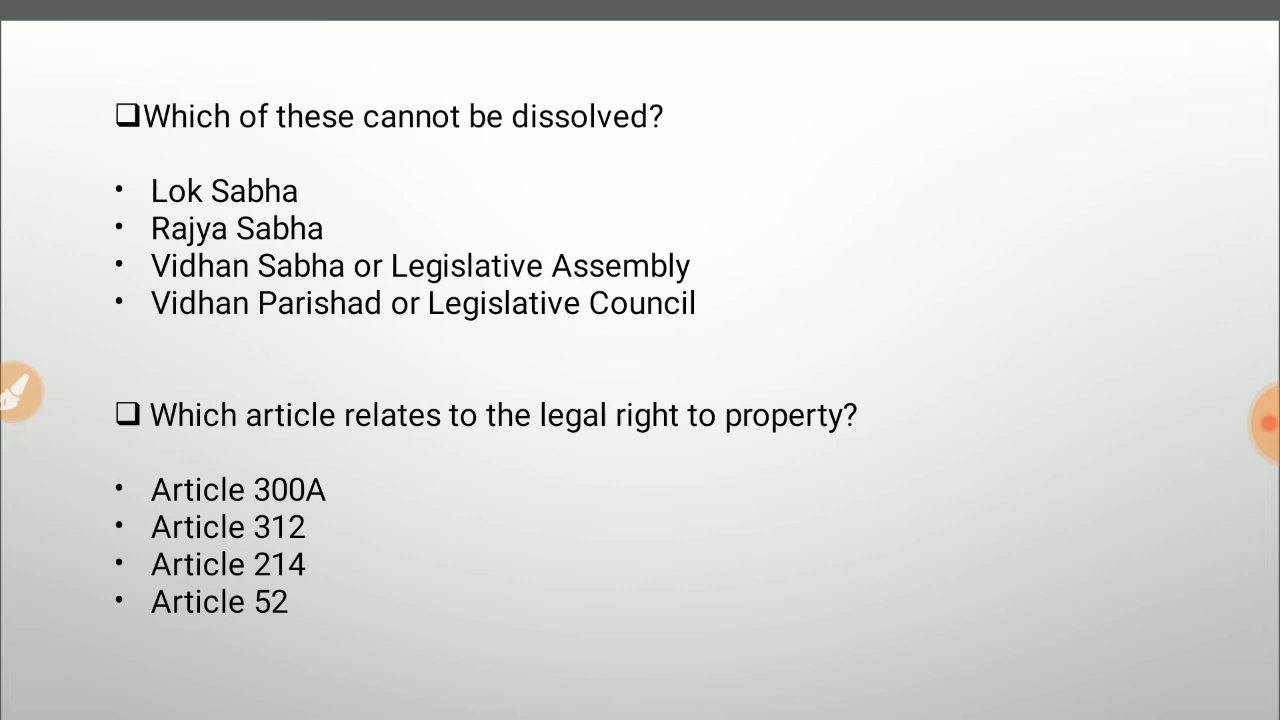 ❑Which of these cannot be dissolved?
• Lok Sabha
• Rajya Sabha
• Vidhan Sabha or Legislative Assembly
• Vidhan Parishad or Legislative Council
❑ Which article relates to the legal right to property?
• Article 300A
• Article 312
• Article 214
• Article 52